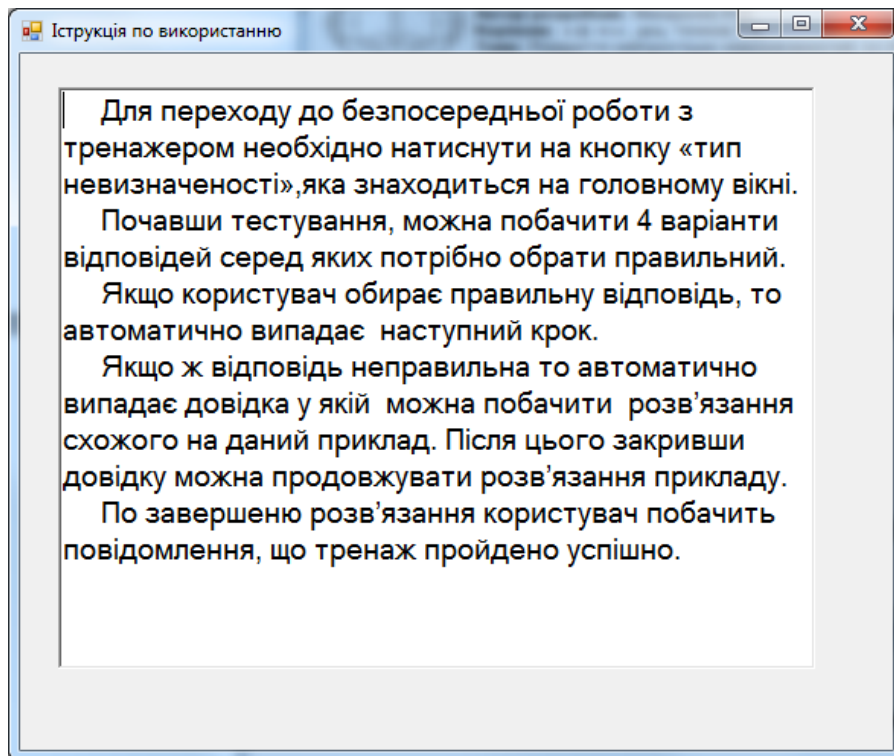 Іструкція по використанню
Для переходу до безпосередньої роботи з
тренажером необхідно натиснути на кнопку «тип
невизначеності»,яка знаходиться на головному вікні.
Почавши тестування, можна побачити 4 варіанти
відповідей серед яких потрібно обрати правильний.
Якщо користувач обирає правильну відповідь, то
автоматично випадає  наступний крок.
Якщо ж відповідь неправильна то автоматично
випадає довідка у якій  можна побачити  розв’язання
схожого на даний приклад. Після цього закривши
довідку можна продовжувати розв’язання прикладу.
По завершеню розв’язання користувач побачить
повідомлення, що тренаж пройдено успішно.